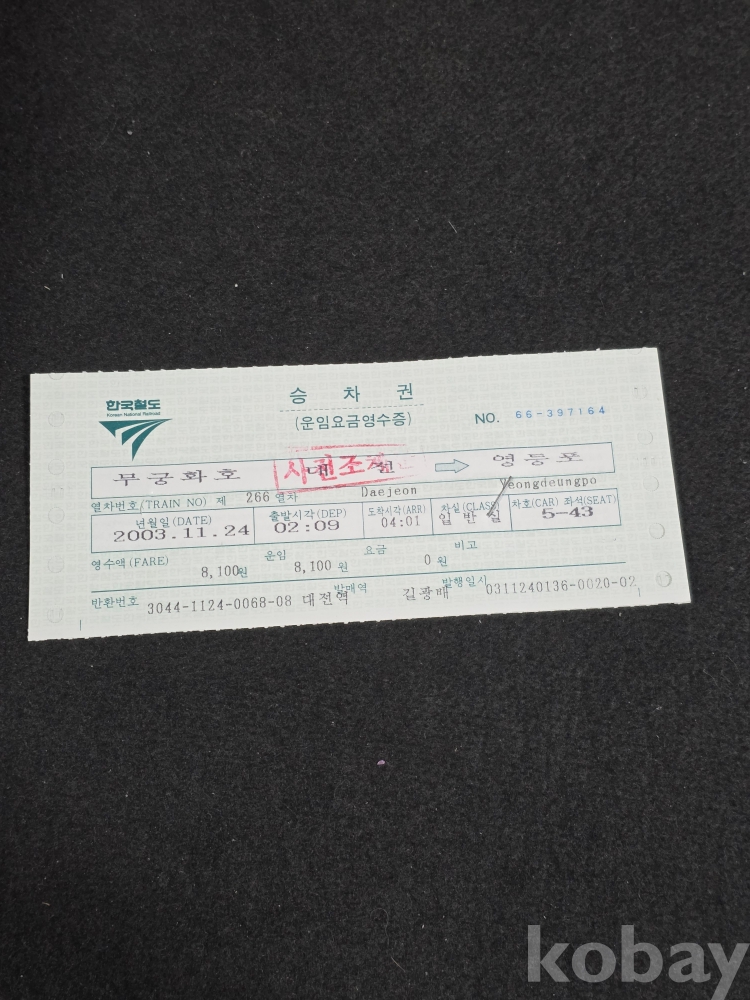 한국철도
Korean National Railroad
승 차 권
(운임요금영수증)
NO. 66-397164
무궁화호 대 전 ⇨ 영등포
열차번호(TRAIN NO) 제 266 열차 Daejeon Yeongdeungpo
년월일(DATE) 출발시각(DEP) 도착시각(ARR) 차실(CLASS) 차호(CAR) 좌석(SEAT)
2003.11.24 02:09 04:01 일반실 5-43
영수액(FARE) 8,100원 운임 8,100 원 요금 0 원 비고
반환번호 3044-1124-0068-08 대전역 발매역 길광배 발행일시 0311240136-0020-02
kobay